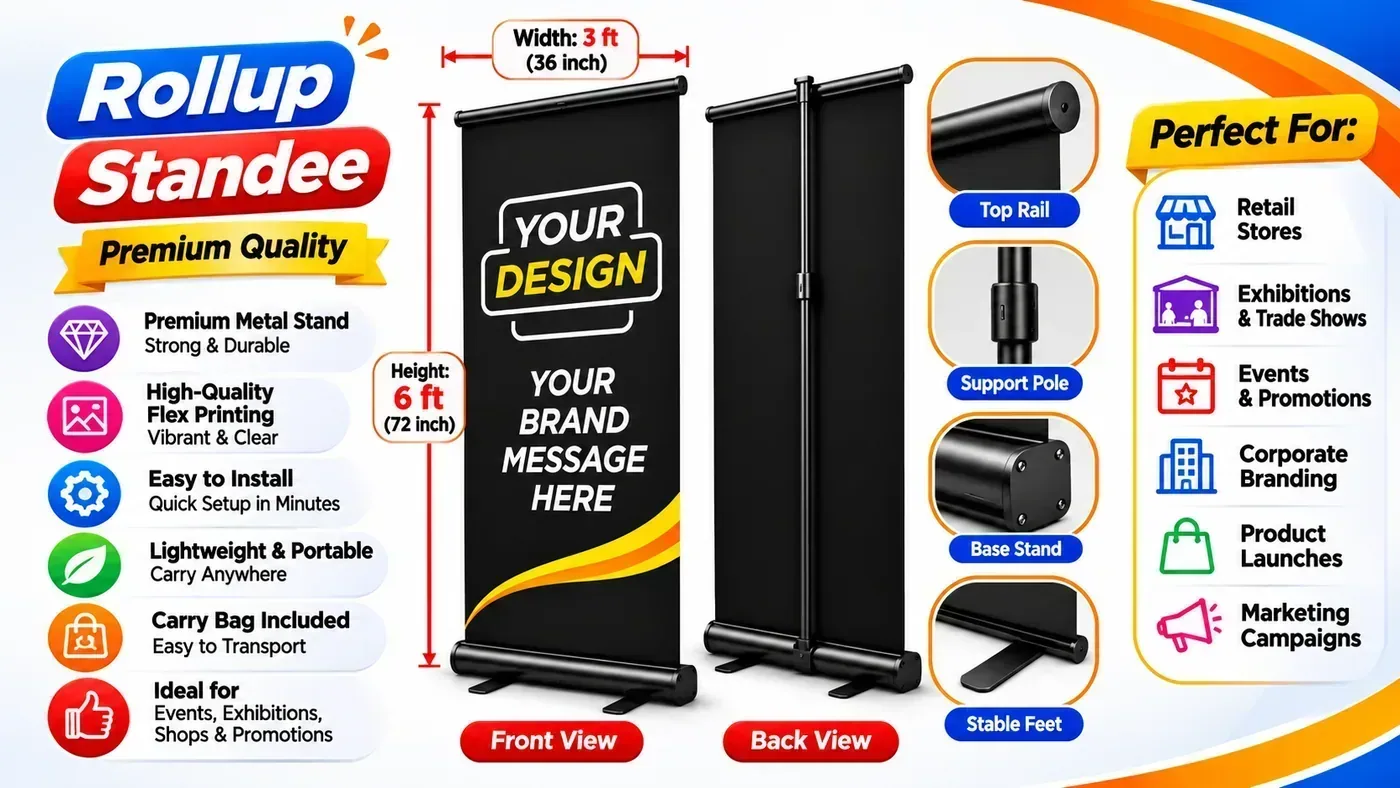 Rollup
Standee
Premium Quality
Premium Metal Stand
Strong & Durable
High-Quality
Flex Printing
Vibrant & Clear
Easy to Install
Quick Setup in Minutes
Lightweight & Portable
Carry Anywhere
Carry Bag Included
Easy to Transport
Ideal for
Events, Exhibitions,
Shops & Promotions
Width: 3 ft
(36 inch)
Height:
6 ft
(72 inch)
YOUR
DESIGN
YOUR
BRAND
MESSAGE
HERE
Front View
Back View
Top Rail
Support Pole
Base Stand
Stable Feet
Perfect For:
Retail
Stores
Exhibitions
& Trade Shows
Events
& Promotions
Corporate
Branding
Product
Launches
Marketing
Campaigns